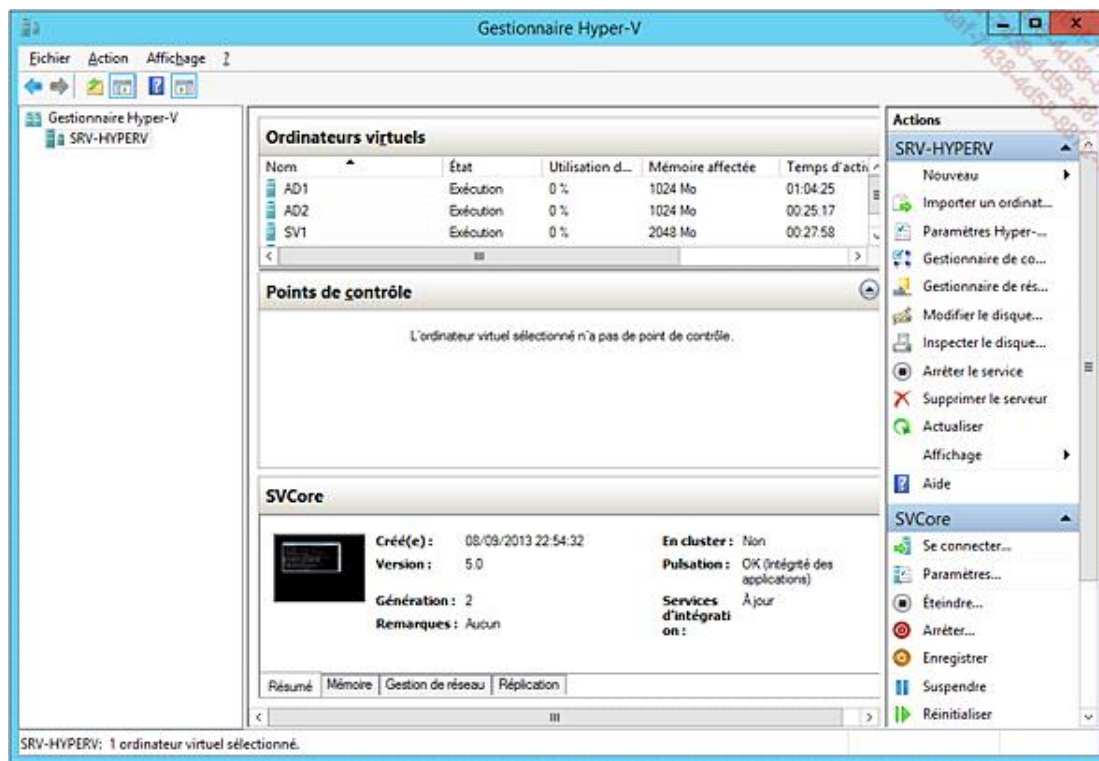 Gestionnaire Hyper-V
Fichier Action Affichage ?
Gestionnaire Hyper-V
SRV-HYPERV
Ordinateurs virtuels
Nom État Utilisation d... Mémoire affectée Temps d'activ
AD1 Exécution 0 % 1024 Mo 01:04:25
AD2 Exécution 0 % 1024 Mo 00:25:17
SV1 Exécution 0 % 2048 Mo 00:27:58
Points de contrôle
L'ordinateur virtuel sélectionné n'a pas de point de contrôle.
SVCore
Créé(e) : 08/09/2013 22:54:32
Version : 5.0
Génération : 2
Remarques : Aucun
En cluster : Non
Pulsation : OK (Intégrité des
applications)
Services À jour
d'intégrati
on :
Résumé Mémoire Gestion de réseau Réplication
Actions
SRV-HYPERV
Nouveau
Importer un ordinat...
Paramètres Hyper-...
Gestionnaire de co...
Gestionnaire de rés...
Modifier le disque...
Inspecter le disque...
Arrêter le service
Supprimer le serveur
Actualiser
Affichage
Aide
SVCore
Se connecter...
Paramètres...
Éteindre...
Arrêter...
Enregistrer
Suspendre
Réinitialiser
SRV-HYPERV: 1 ordinateur virtuel sélectionné.